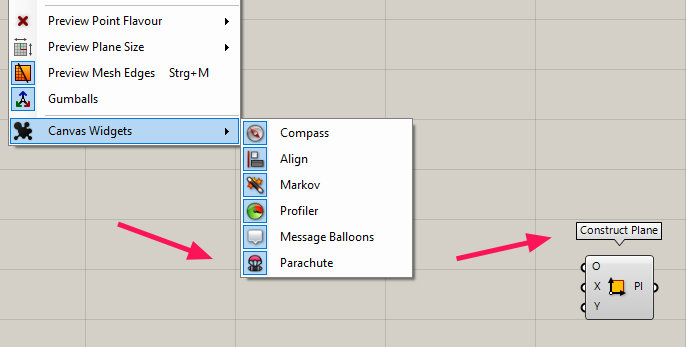 Preview Point Flavour
Preview Plane Size
Preview Mesh Edges Strg+M
Gumballs
Canvas Widgets
Compass
Align
Markov
Profiler
Message Balloons
Parachute
Construct Plane
O
X Pl
Y